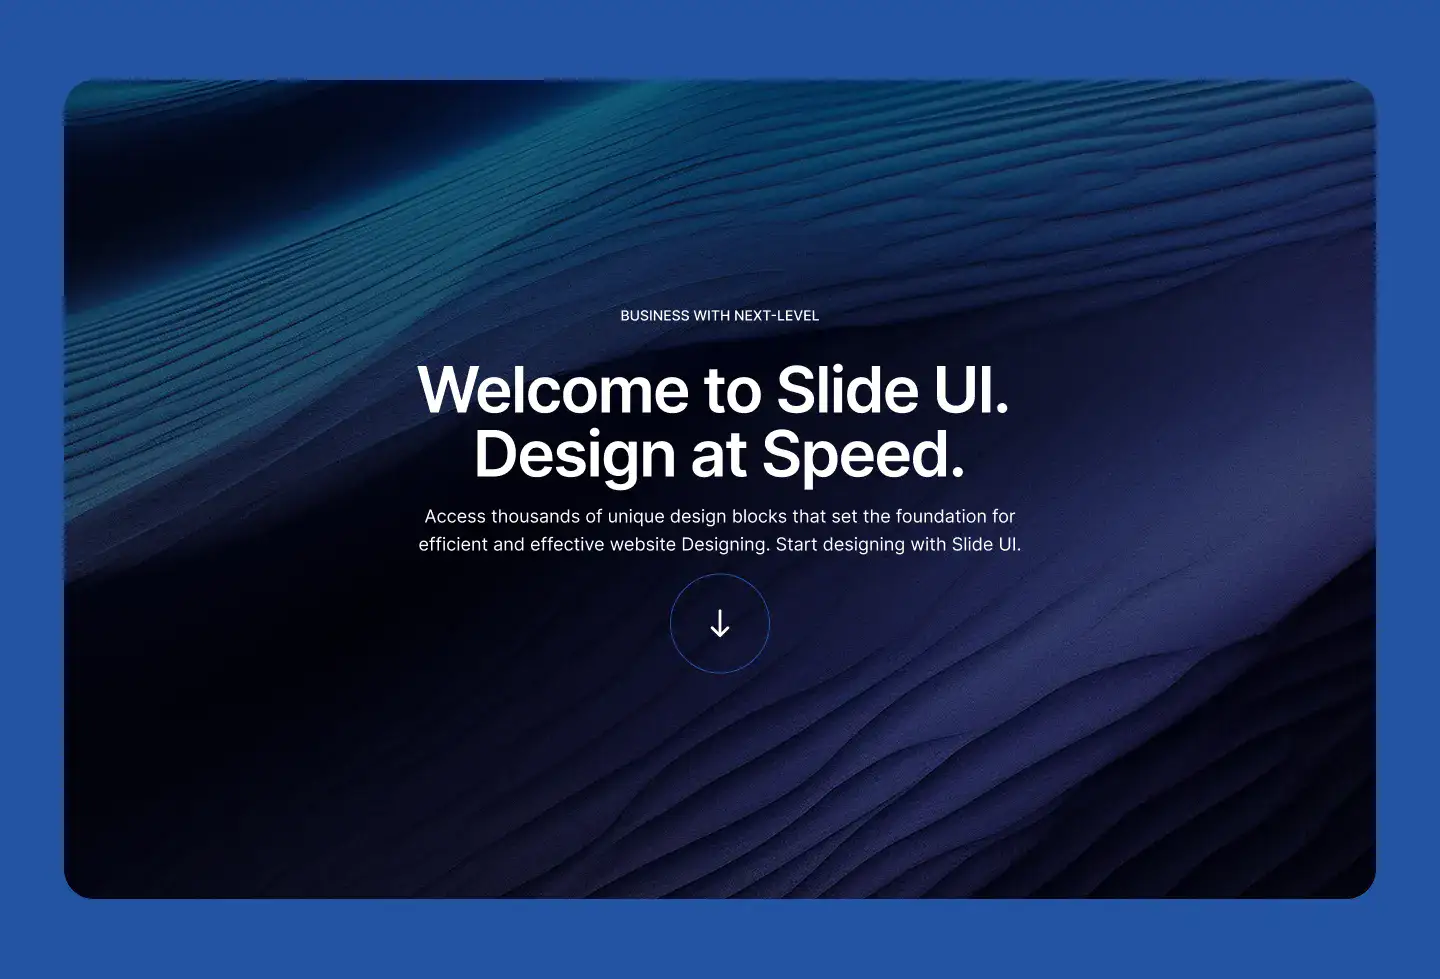 BUSINESS WITH NEXT-LEVEL
Welcome to Slide UI.
Design at Speed.
Access thousands of unique design blocks that set the foundation for
efficient and effective website Designing. Start designing with Slide UI.